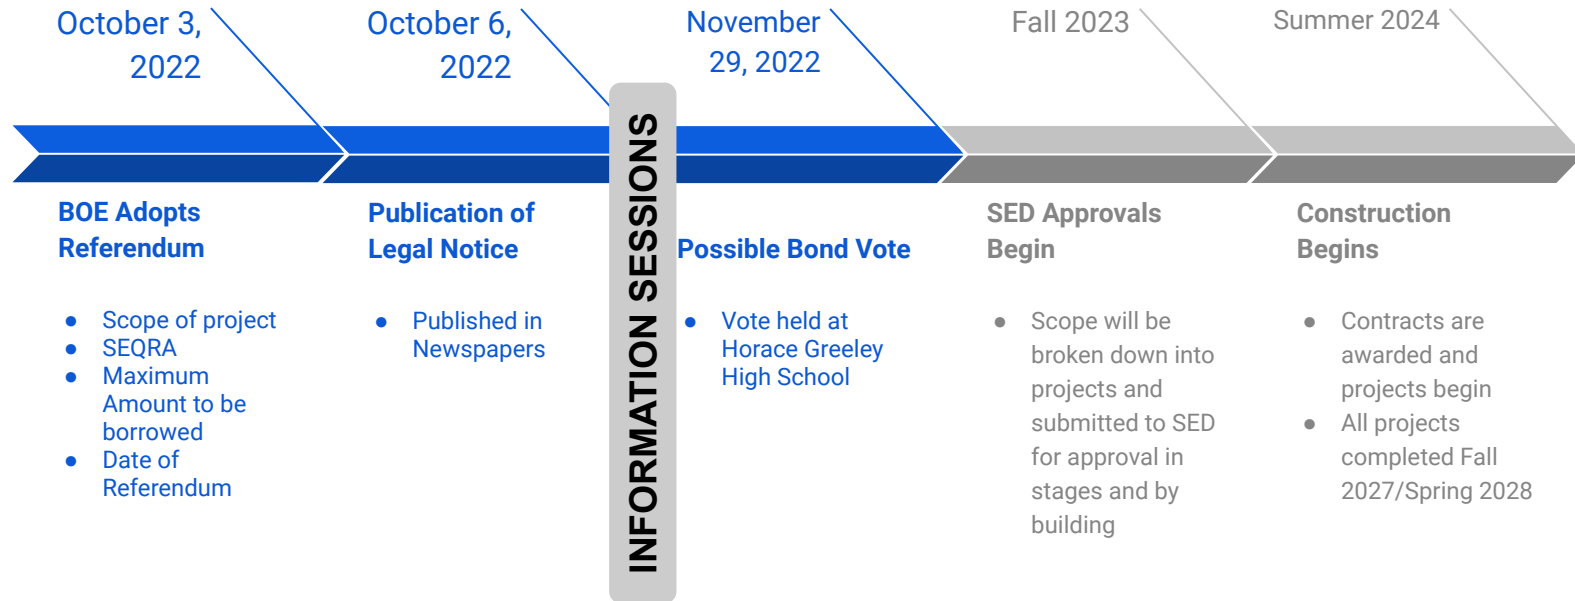 October 3,
2022
October 6,
2022
November
29, 2022
Fall 2023
Summer 2024
BOE Adopts
Referendum
● Scope of project
● SEQRA
● Maximum
Amount to be
borrowed
● Date of
Referendum
Publication of
Legal Notice
● Published in
Newspapers
INFORMATION SESSIONS
Possible Bond Vote
● Vote held at
Horace Greeley
High School
SED Approvals
Begin
● Scope will be
broken down into
projects and
submitted to SED
for approval in
stages and by
building
Construction
Begins
● Contracts are
awarded and
projects begin
● All projects
completed Fall
2027/Spring 2028